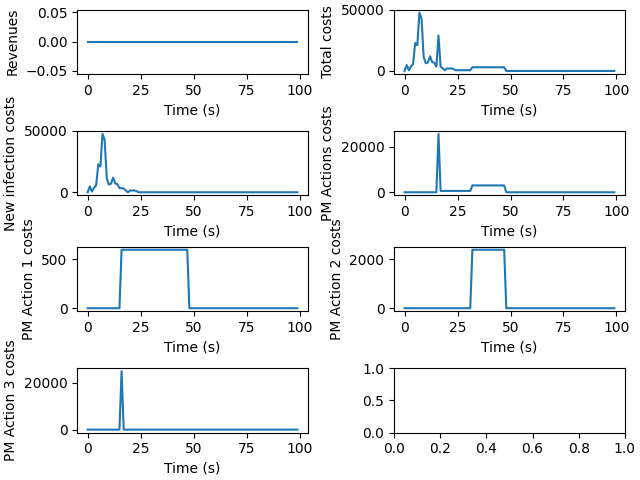 Revenues
0.05
0.00
−0.05
0 25 50 75 100
Time (s)
Total costs
50000
0
0 25 50 75 100
Time (s)
New infection costs
50000
0
0 25 50 75 100
Time (s)
PM Actions costs
20000
0
0 25 50 75 100
Time (s)
PM Action 1 costs
500
0
0 25 50 75 100
Time (s)
PM Action 2 costs
2000
0
0 25 50 75 100
Time (s)
PM Action 3 costs
20000
0
0 25 50 75 100
Time (s)
1.0
0.5
0.0
0.0 0.2 0.4 0.6 0.8 1.0